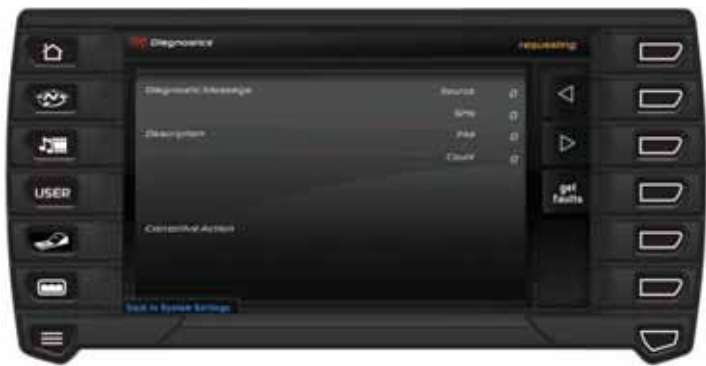 Diagnostics
requesting
Diagnostic Message
Source 0
SPN 0
Description
FMI 0
Count 0
USER
get
faults
Corrective Action
back to System Settings